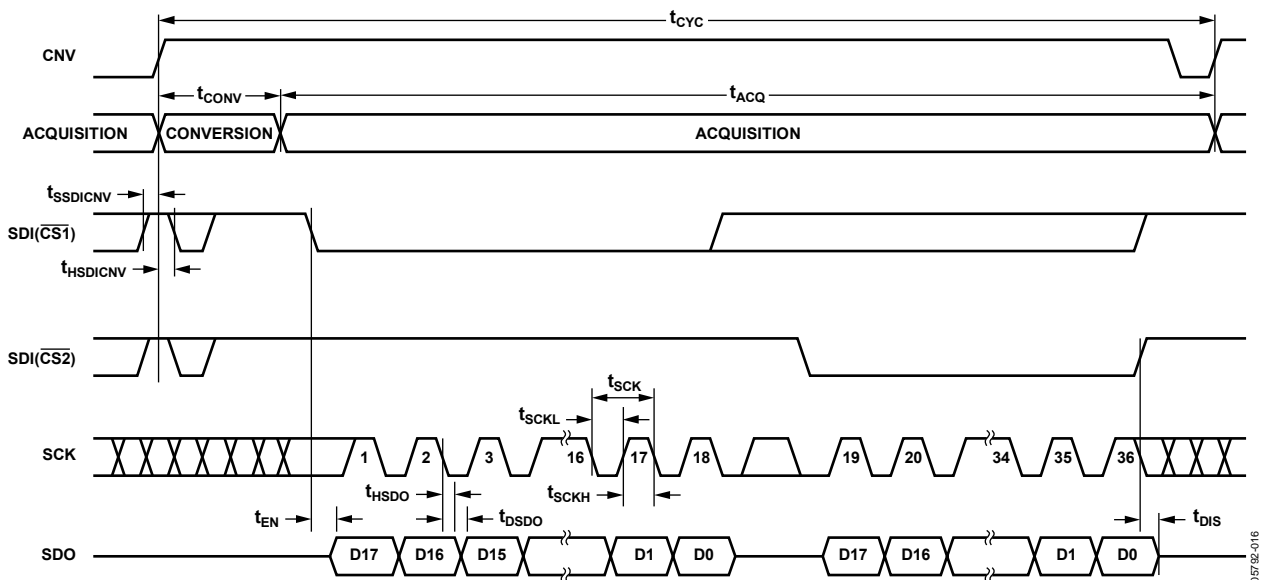 tCYC
CNV
tCONV
tACQ
ACQUISITION
CONVERSION
ACQUISITION
tSSDICNV
SDI(CS1)
tHSDICNV
SDI(CS2)
tSCK
tSCKL
SCK
1 2 3 16 17 18 19 20 34 35 36
tHSDO
tSCKH
tEN
tDSDO
tDIS
SDO
D17 D16 D15 D1 D0 D17 D16 D1 D0
05792-016